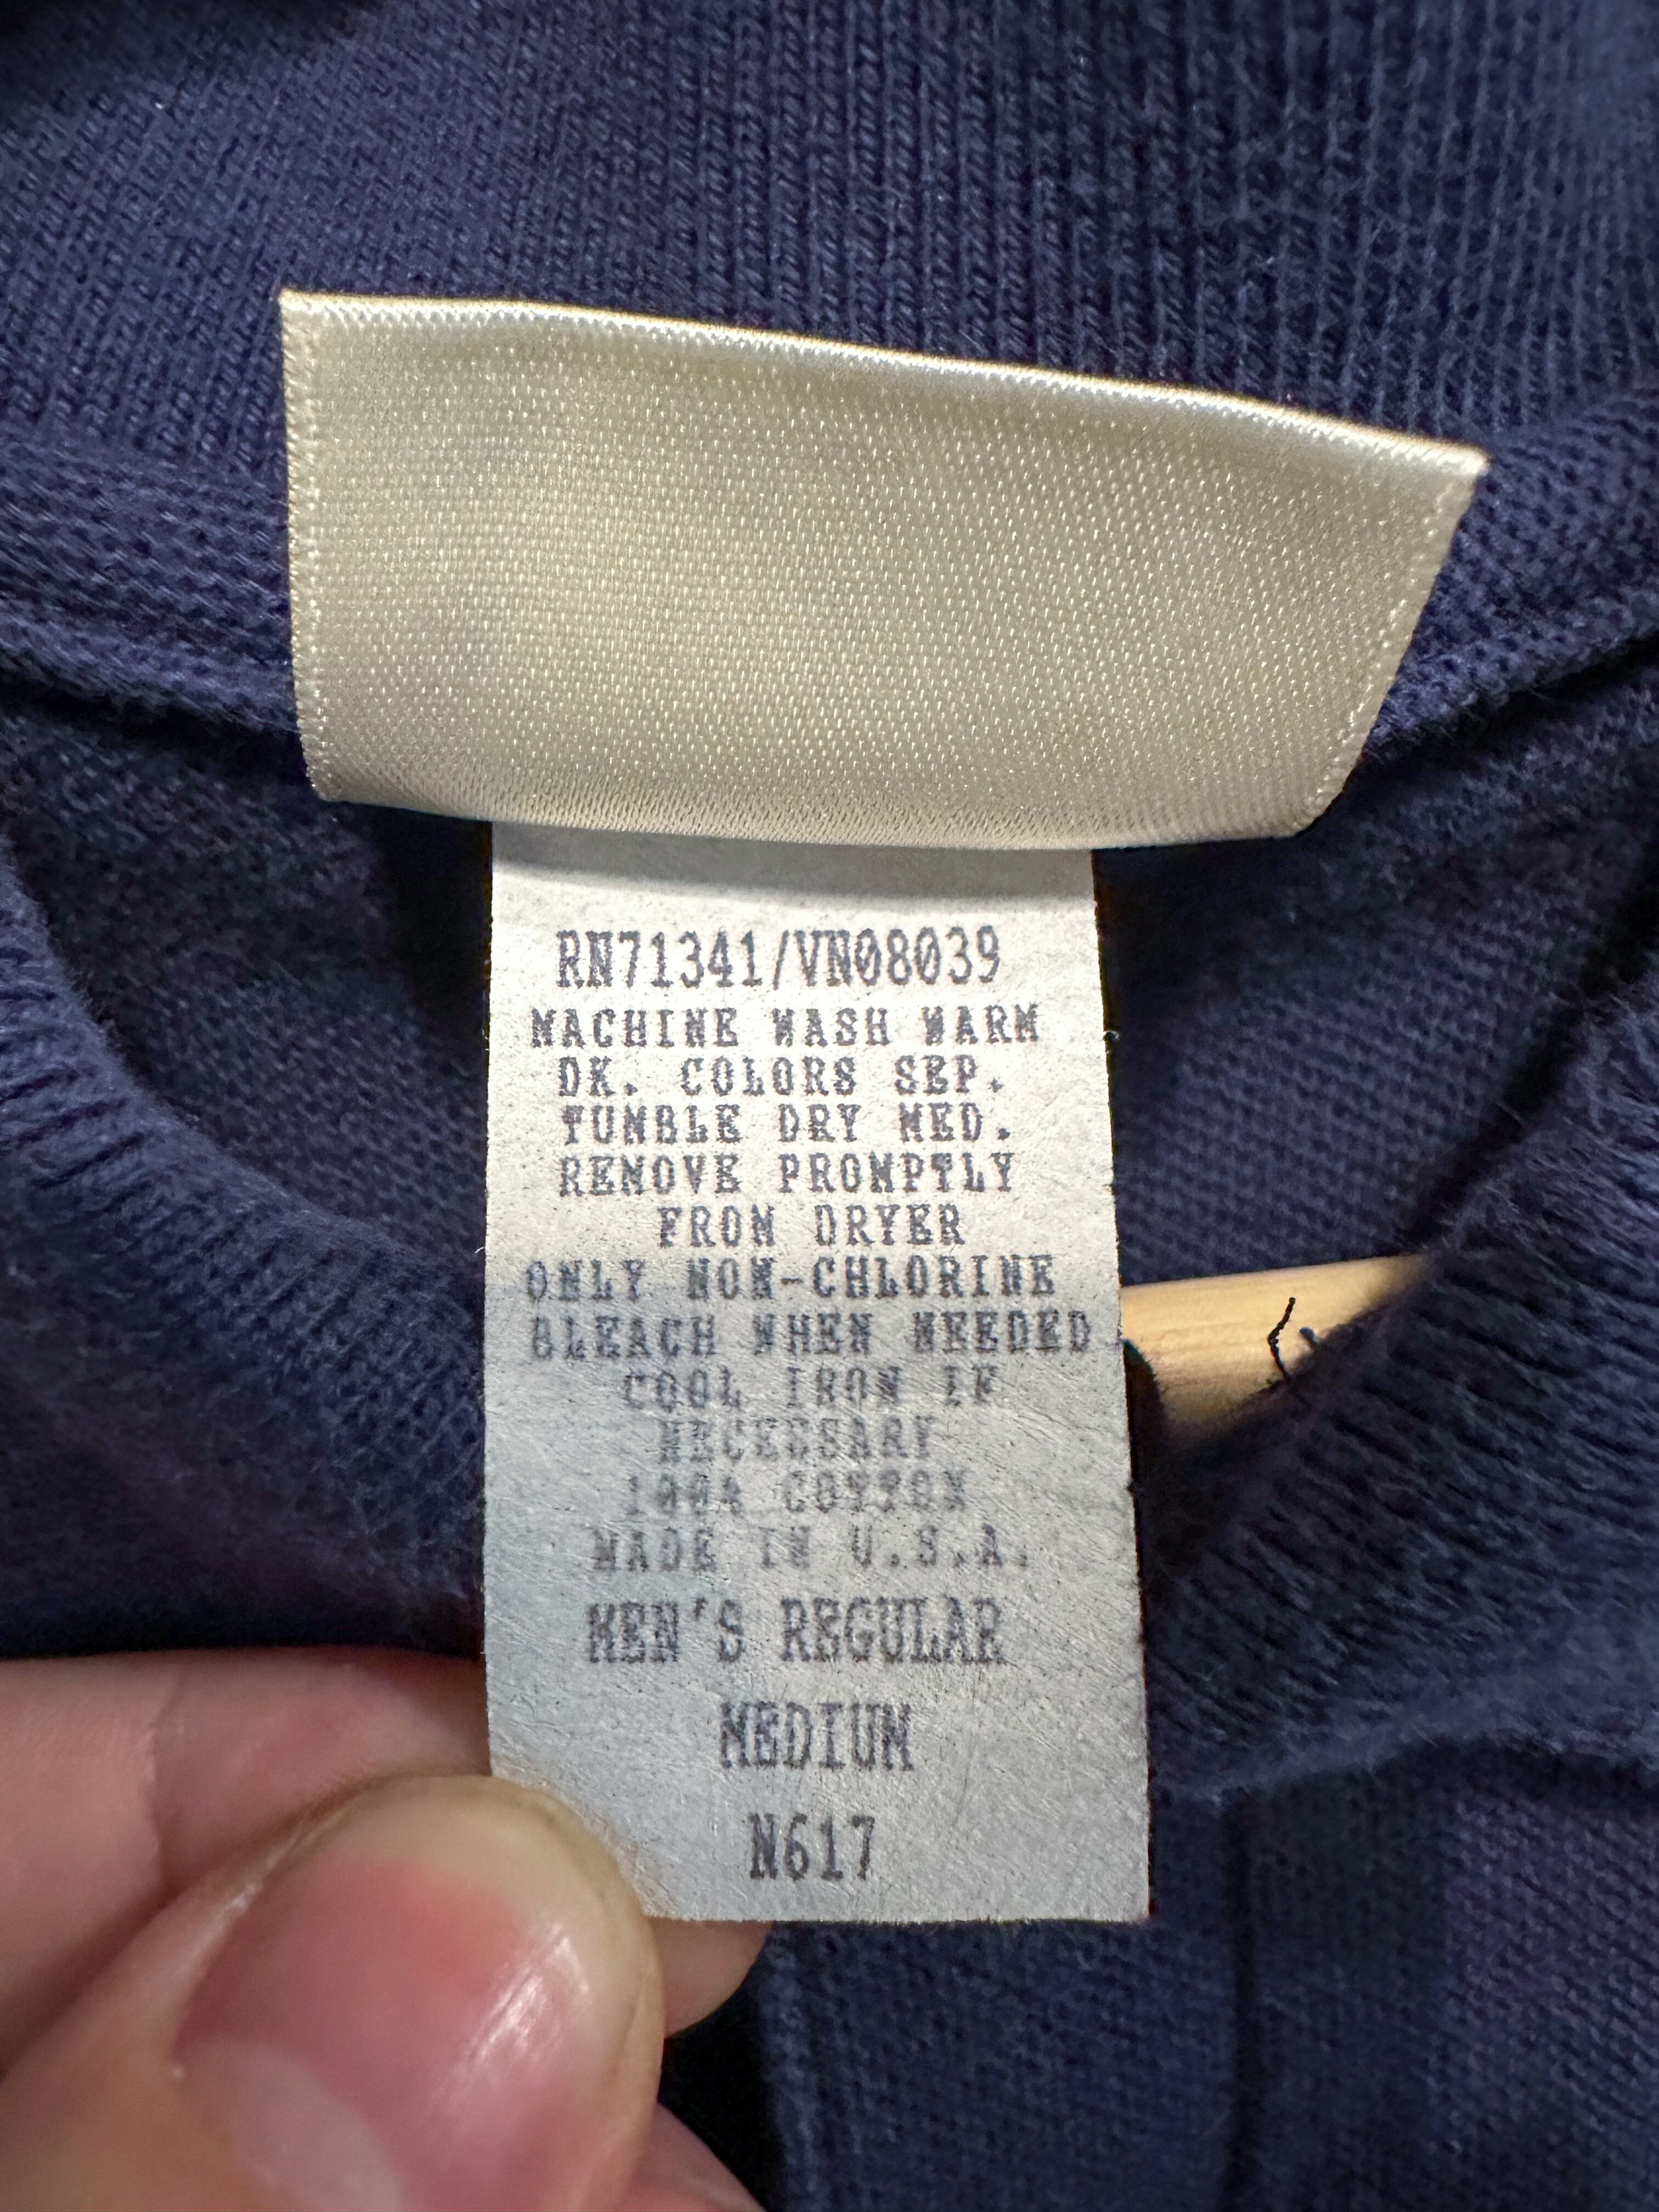 RN71341/VN08039
MACHINE WASH WARM
DK. COLORS SEP.
TUMBLE DRY MED.
REMOVE PROMPTLY
FROM DRYER
ONLY NON-CHLORINE
BLEACH WHEN NEEDED
COOL IRON IF
NECESSARY
100% COTTON
MADE IN U.S.A.
MEN'S REGULAR
MEDIUM
N617